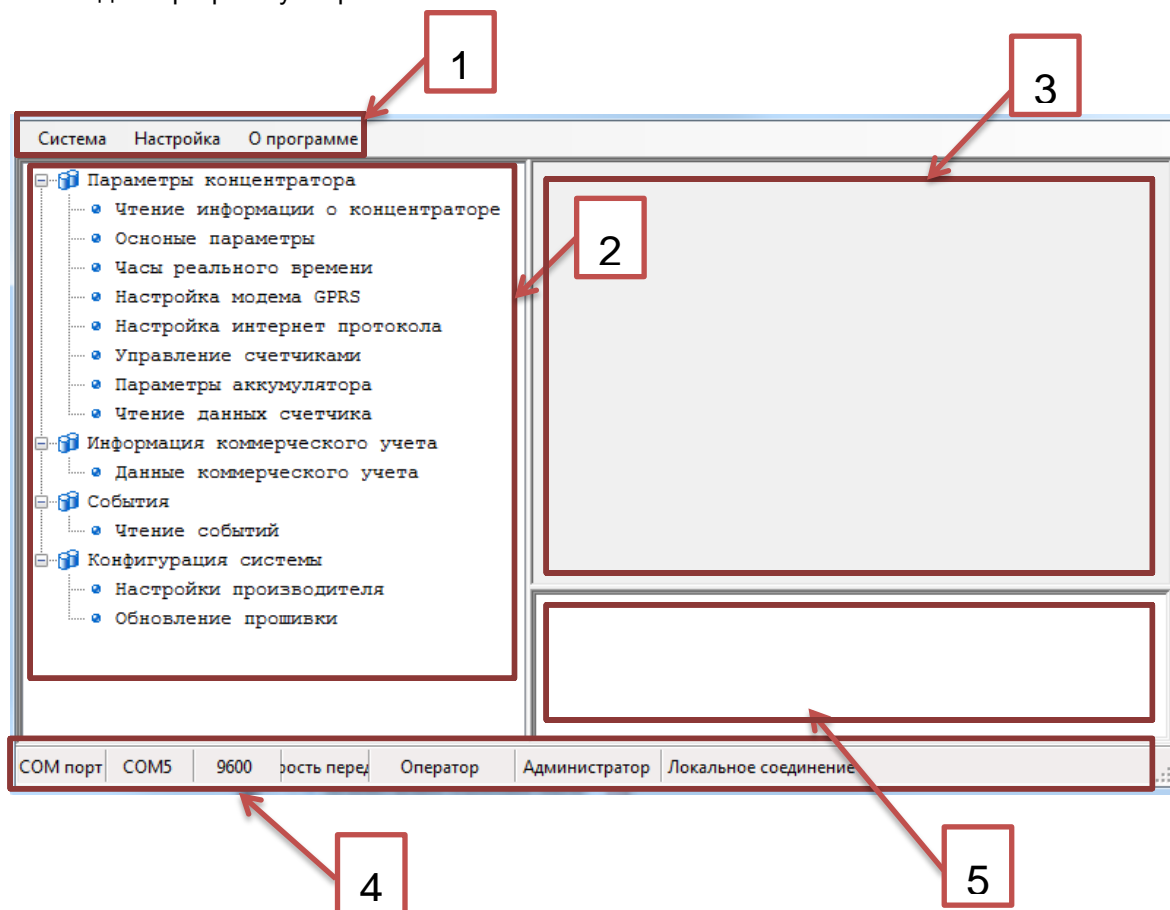 1
3
Система Настройка О программе
Параметры концентратора
Чтение информации о концентраторе
Осноные параметры
2
Часы реального времени
Настройка модема GPRS
Настройка интернет протокола
Управление счетчиками
Параметры аккумулятора
Чтение данных счетчика
Информация коммерческого учета
Данные коммерческого учета
События
Чтение событий
Конфигурация системы
Настройки производителя
Обновление прошивки
COM порт COM5 9600 рость перед Оператор Администратор Локальное соединение
4
5